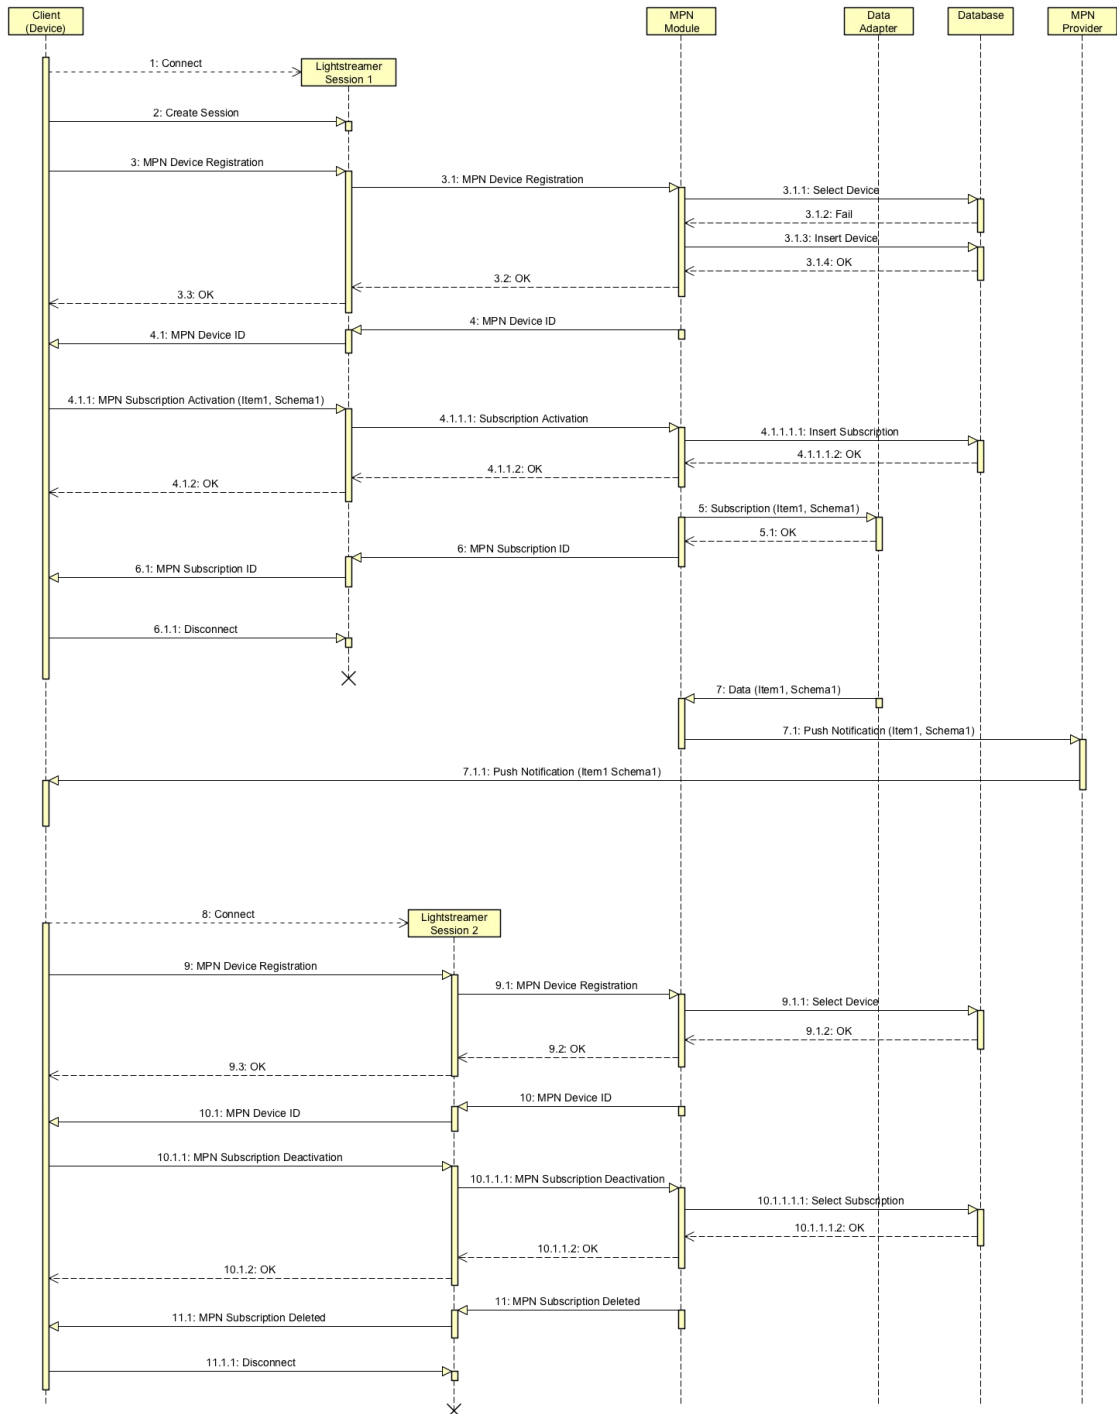 Client
(Device)
MPN
Module
Data
Adapter
Database
MPN
Provider
1: Connect
Lightstreamer
Session 1
2: Create Session
3: MPN Device Registration
3.1: MPN Device Registration
3.1.1: Select Device
3.1.2: Fail
3.1.3: Insert Device
3.1.4: OK
3.2: OK
3.3: OK
4: MPN Device ID
4.1: MPN Device ID
4.1.1: MPN Subscription Activation (Item1, Schema1)
4.1.1.1: Subscription Activation
4.1.1.1.1: Insert Subscription
4.1.1.1.2: OK
4.1.1.2: OK
4.1.2: OK
5: Subscription (Item1, Schema1)
5.1: OK
6: MPN Subscription ID
6.1: MPN Subscription ID
6.1.1: Disconnect
7: Data (Item1, Schema1)
7.1: Push Notification (Item1, Schema1)
7.1.1: Push Notification (Item1 Schema1)
8: Connect
Lightstreamer
Session 2
9: MPN Device Registration
9.1: MPN Device Registration
9.1.1: Select Device
9.1.2: OK
9.2: OK
9.3: OK
10: MPN Device ID
10.1: MPN Device ID
10.1.1: MPN Subscription Deactivation
10.1.1.1: MPN Subscription Deactivation
10.1.1.1.1: Select Subscription
10.1.1.1.2: OK
10.1.1.2: OK
10.1.2: OK
11: MPN Subscription Deleted
11.1: MPN Subscription Deleted
11.1.1: Disconnect